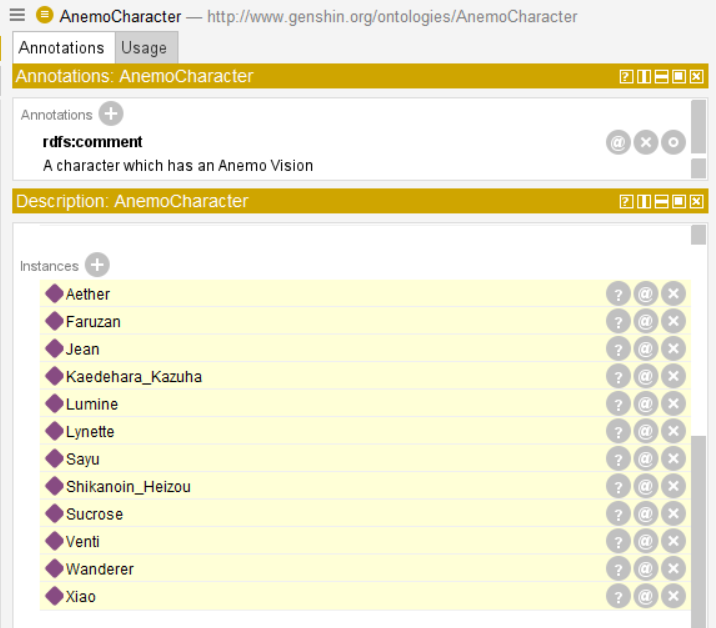 AnemoCharacter — http://www.genshin.org/ontologies/AnemoCharacter
Annotations Usage
Annotations: AnemoCharacter
Annotations
rdfs:comment
A character which has an Anemo Vision
Description: AnemoCharacter
Instances
Aether
Faruzan
Jean
Kaedehara_Kazuha
Lumine
Lynette
Sayu
Shikanoin_Heizou
Sucrose
Venti
Wanderer
Xiao